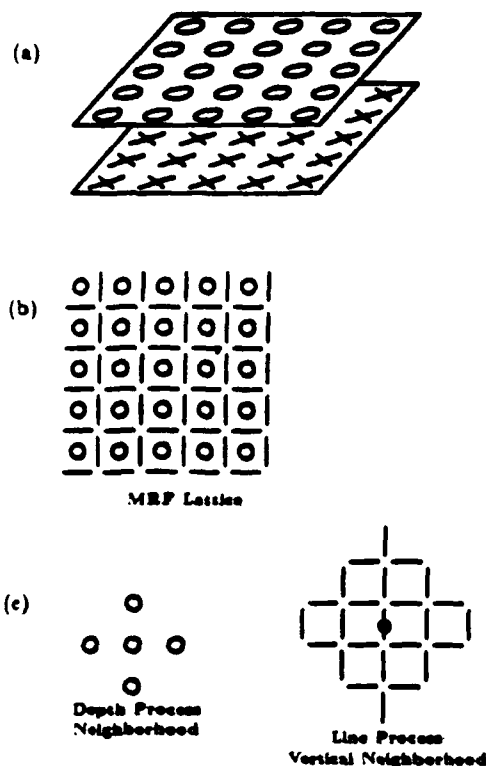 (a)
(b)
MRF Lattice
(c)
Depth Process
Neighborhood
Line Process
Vertical Neighborhood